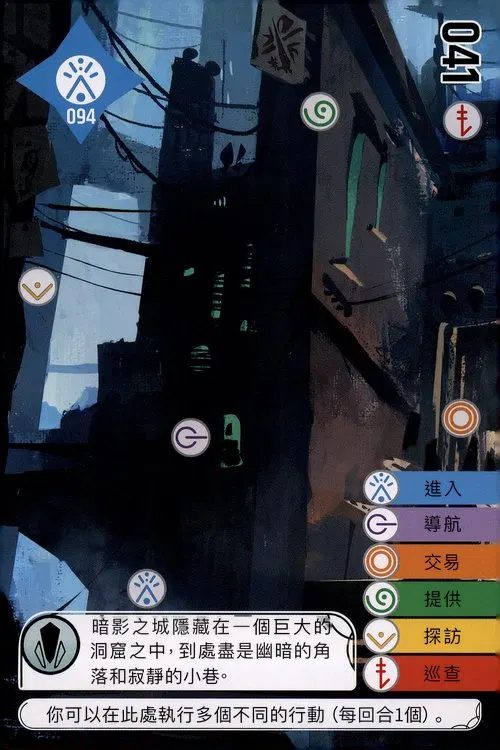 041
094
進入
導航
交易
提供
探訪
巡查
暗影之城隱藏在一個巨大的
洞窟之中，到處盡是幽暗的角
落和寂靜的小巷。
你可以在此處執行多個不同的行動（每回合1個）。